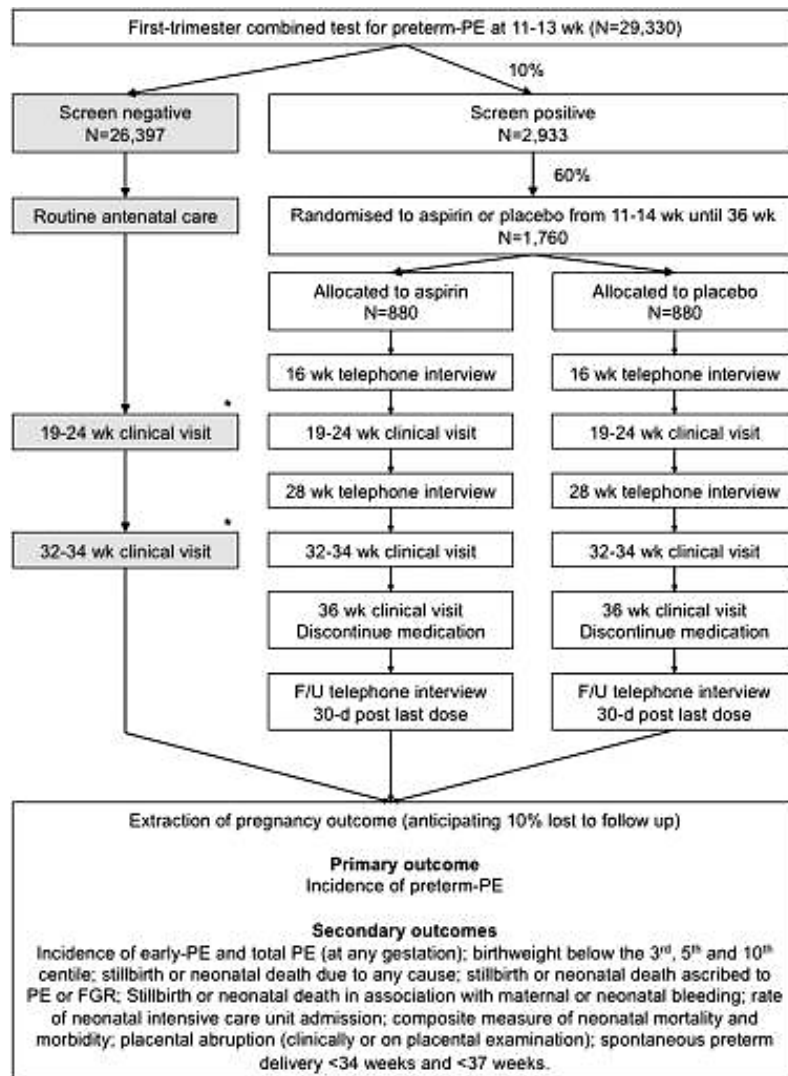 First-trimester combined test for preterm-PE at 11-13 wk (N=29,330)
10%
Screen negative
N=26,397
Screen positive
N=2,933
60%
Routine antenatal care
Randomised to aspirin or placebo from 11-14 wk until 36 wk
N=1,760
Allocated to aspirin
N=880
Allocated to placebo
N=880
16 wk telephone interview
16 wk telephone interview
*
19-24 wk clinical visit
19-24 wk clinical visit
19-24 wk clinical visit
28 wk telephone interview
28 wk telephone interview
*
32-34 wk clinical visit
32-34 wk clinical visit
32-34 wk clinical visit
36 wk clinical visit
Discontinue medication
36 wk clinical visit
Discontinue medication
F/U telephone interview
30-d post last dose
F/U telephone interview
30-d post last dose
Extraction of pregnancy outcome (anticipating 10% lost to follow up)
Primary outcome
Incidence of preterm-PE
Secondary outcomes
Incidence of early-PE and total PE (at any gestation); birthweight below the 3rd, 5th and 10th
centile; stillbirth or neonatal death due to any cause; stillbirth or neonatal death ascribed to
PE or FGR; Stillbirth or neonatal death in association with maternal or neonatal bleeding; rate
of neonatal intensive care unit admission; composite measure of neonatal mortality and
morbidity; placental abruption (clinically or on placental examination); spontaneous preterm
delivery <34 weeks and <37 weeks.